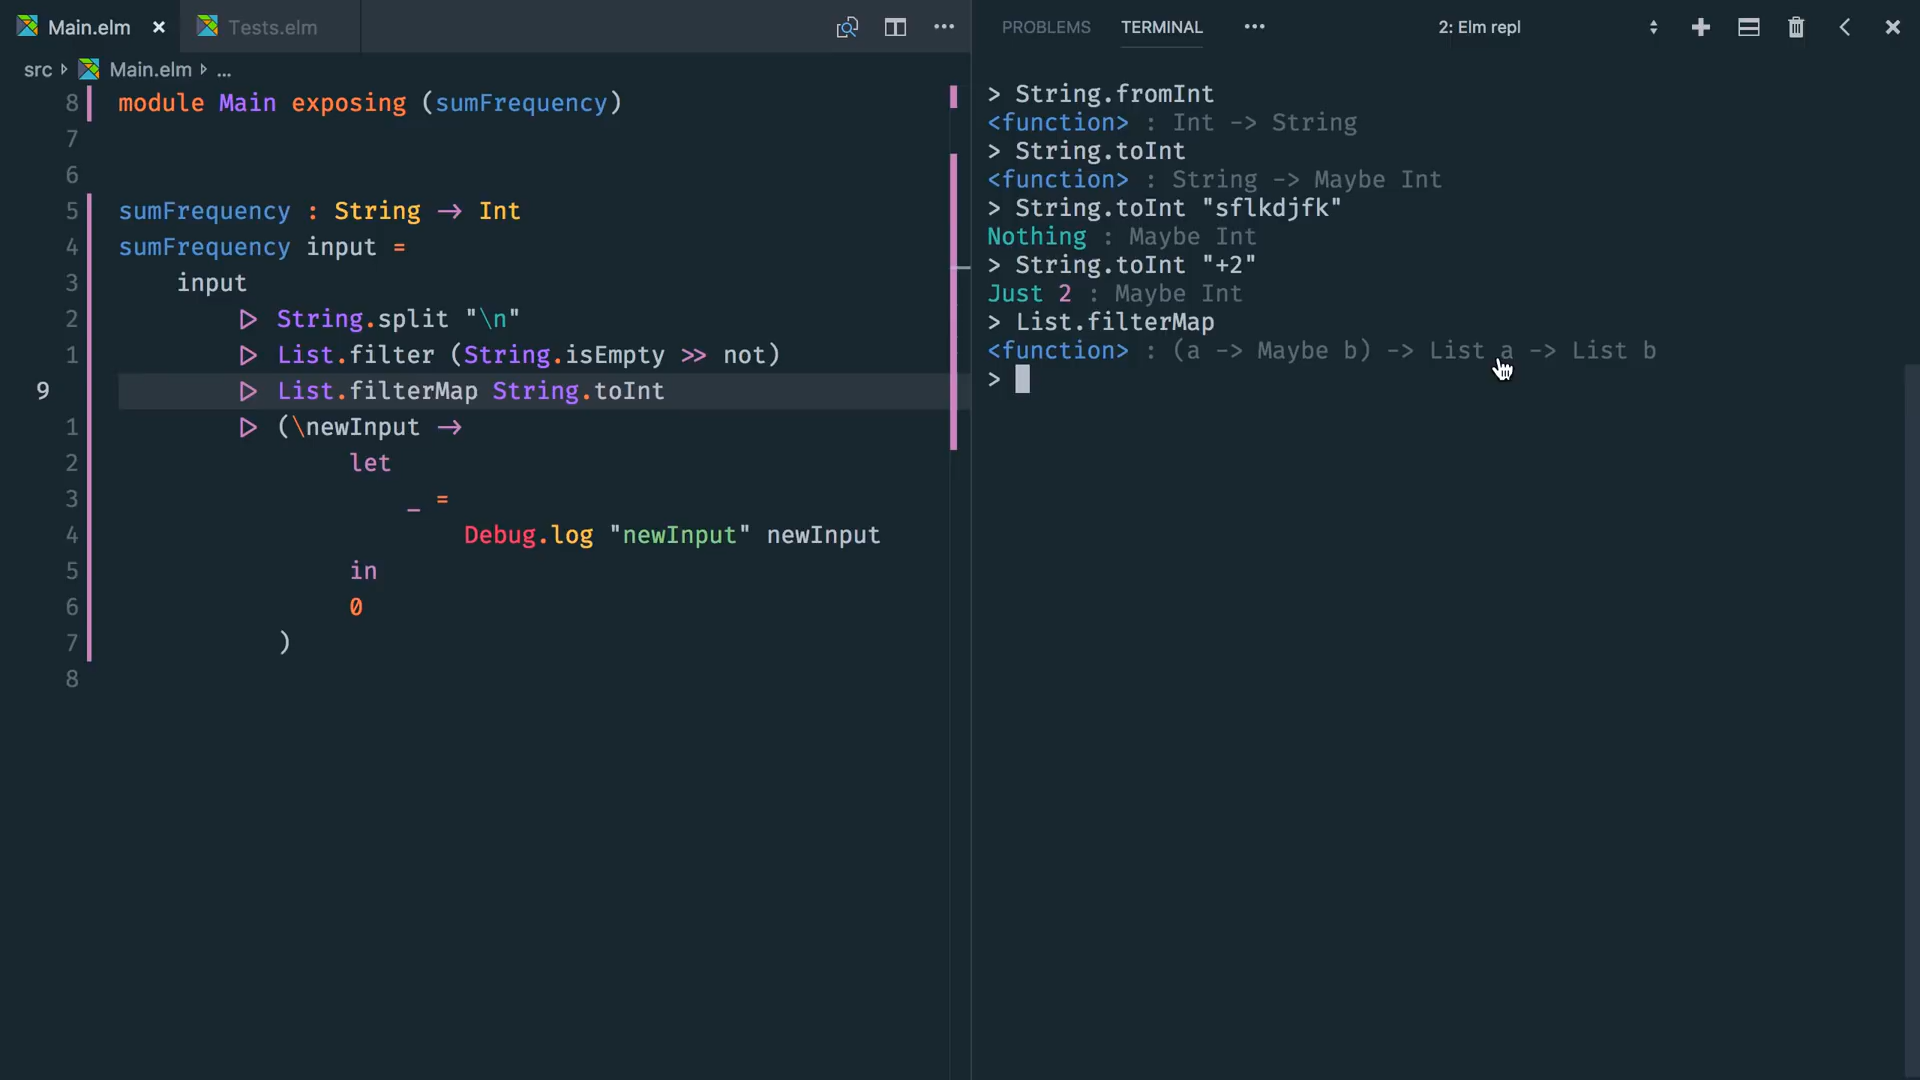 Main.elm × Tests.elm
src Main.elm ...
8 module Main exposing (sumFrequency)
7
6
5 sumFrequency : String → Int
4 sumFrequency input =
3 input
2 ▷ String.split "\n"
1 ▷ List.filter (String.isEmpty ≫ not)
9 ▷ List.filterMap String.toInt
1 ▷ (\newInput →
2 let
3 _ =
4 Debug.log "newInput" newInput
5 in
6 0
7 )
8
PROBLEMS TERMINAL ... 2: Elm repl
> String.fromInt
<function> : Int -> String
> String.toInt
<function> : String -> Maybe Int
> String.toInt "sflkdjfk"
Nothing : Maybe Int
> String.toInt "+2"
Just 2 : Maybe Int
> List.filterMap
<function> : (a -> Maybe b) -> List a -> List b
>